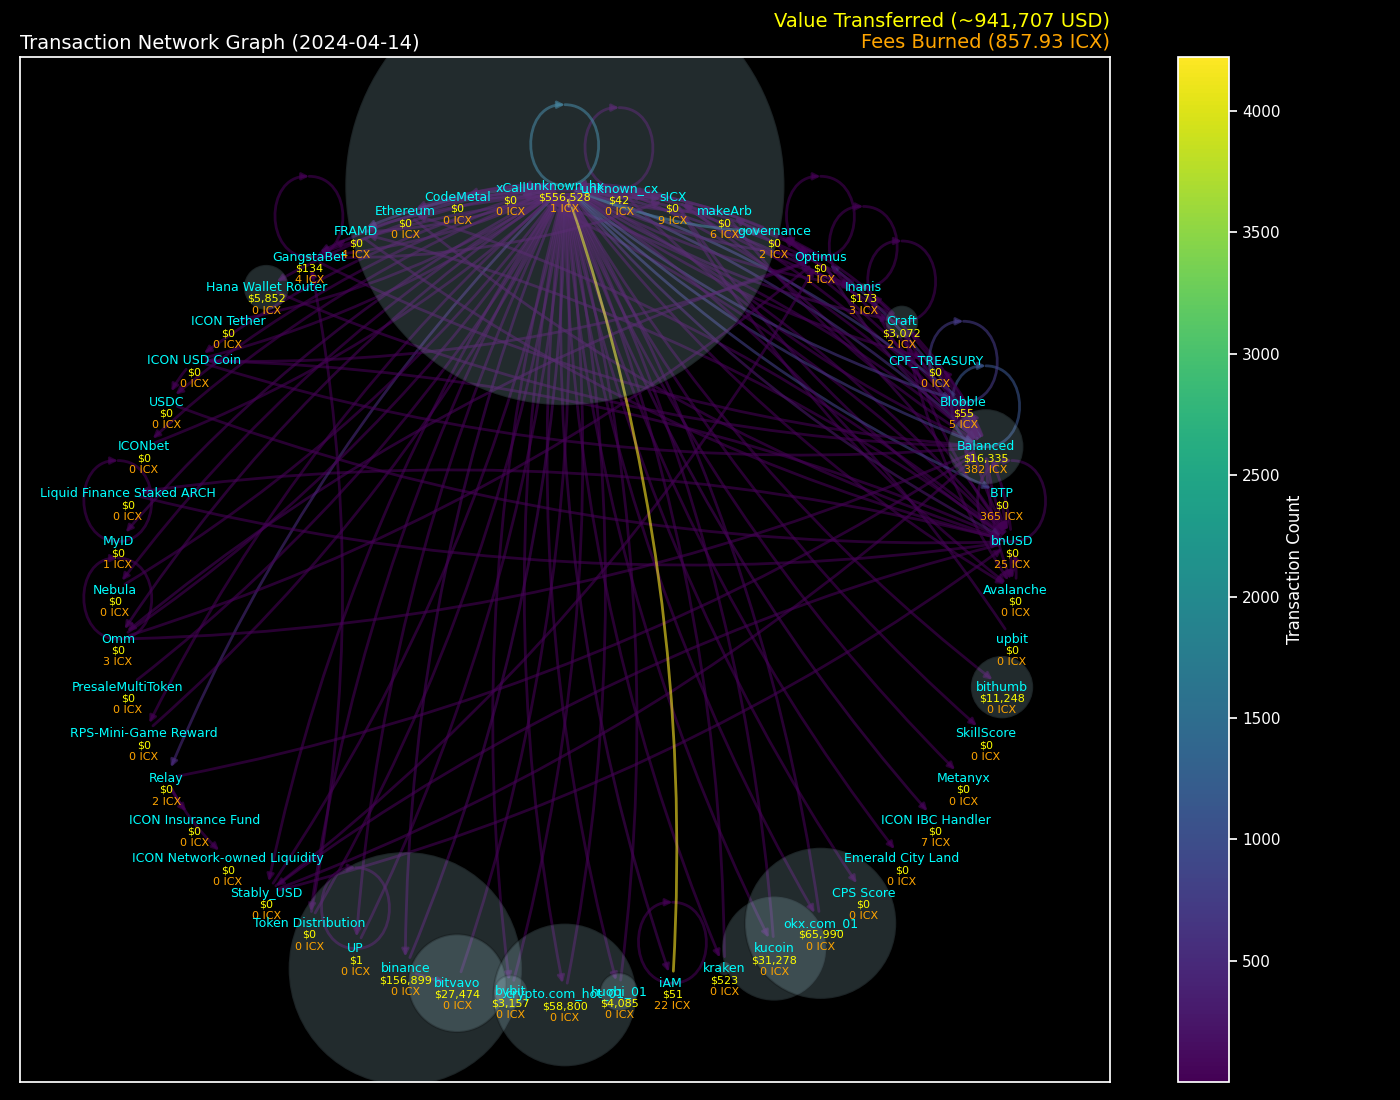 Value Transferred (~941,707 USD)
Transaction Network Graph (2024-04-14)
Fees Burned (857.93 ICX)
unknown_hx
$556,528
1 ICX
xCall
$0
0 ICX
unknown_cx
$42
0 ICX
CodeMetal
$0
0 ICX
sICX
$0
9 ICX
Ethereum
$0
0 ICX
makeArb
$0
6 ICX
FRAMD
$0
4 ICX
governance
$0
2 ICX
GangstaBet
$134
4 ICX
Optimus
$0
1 ICX
Hana Wallet Router
$5,852
0 ICX
Inanis
$173
3 ICX
ICON Tether
$0
0 ICX
Craft
$3,072
2 ICX
ICON USD Coin
$0
0 ICX
CPF_TREASURY
$0
0 ICX
USDC
$0
0 ICX
Blobble
$55
5 ICX
ICONbet
$0
0 ICX
Balanced
$16,335
382 ICX
Liquid Finance Staked ARCH
$0
0 ICX
BTP
$0
365 ICX
MyID
$0
1 ICX
bnUSD
$0
25 ICX
Nebula
$0
0 ICX
Avalanche
$0
0 ICX
Omm
$0
3 ICX
upbit
$0
0 ICX
PresaleMultiToken
$0
0 ICX
bithumb
$11,248
0 ICX
RPS-Mini-Game Reward
$0
0 ICX
SkillScore
$0
0 ICX
Relay
$0
2 ICX
Metanyx
$0
0 ICX
ICON Insurance Fund
$0
0 ICX
ICON IBC Handler
$0
7 ICX
ICON Network-owned Liquidity
$0
0 ICX
Emerald City Land
$0
0 ICX
Stably_USD
$0
0 ICX
CPS Score
$0
0 ICX
Token Distribution
$0
0 ICX
okx.com_01
$65,990
0 ICX
UP
$1
0 ICX
kucoin
$31,278
0 ICX
binance
$156,899
0 ICX
kraken
$523
0 ICX
bitvavo
$27,474
0 ICX
iAM
$51
22 ICX
bybit
$3,157
0 ICX
crypto.com_hot_01
$58,800
0 ICX
huobi_01
$4,085
0 ICX
4000
3500
3000
2500
2000
1500
1000
500
Transaction Count